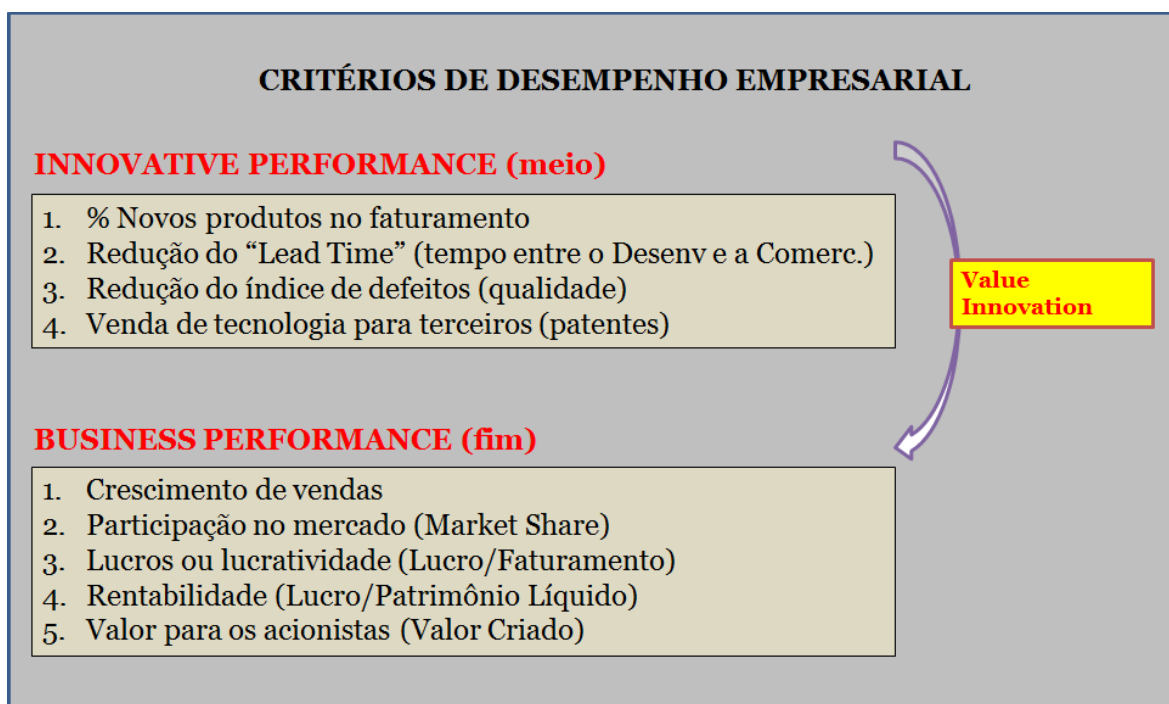 CRITÉRIOS DE DESEMPENHO EMPRESARIAL
INNOVATIVE PERFORMANCE (meio)
1. % Novos produtos no faturamento
2. Redução do “Lead Time” (tempo entre o Desenv e a Comerc.)
3. Redução do índice de defeitos (qualidade)
4. Venda de tecnologia para terceiros (patentes)
Value
Innovation
BUSINESS PERFORMANCE (fim)
1. Crescimento de vendas
2. Participação no mercado (Market Share)
3. Lucros ou lucratividade (Lucro/Faturamento)
4. Rentabilidade (Lucro/Patrimônio Líquido)
5. Valor para os acionistas (Valor Criado)